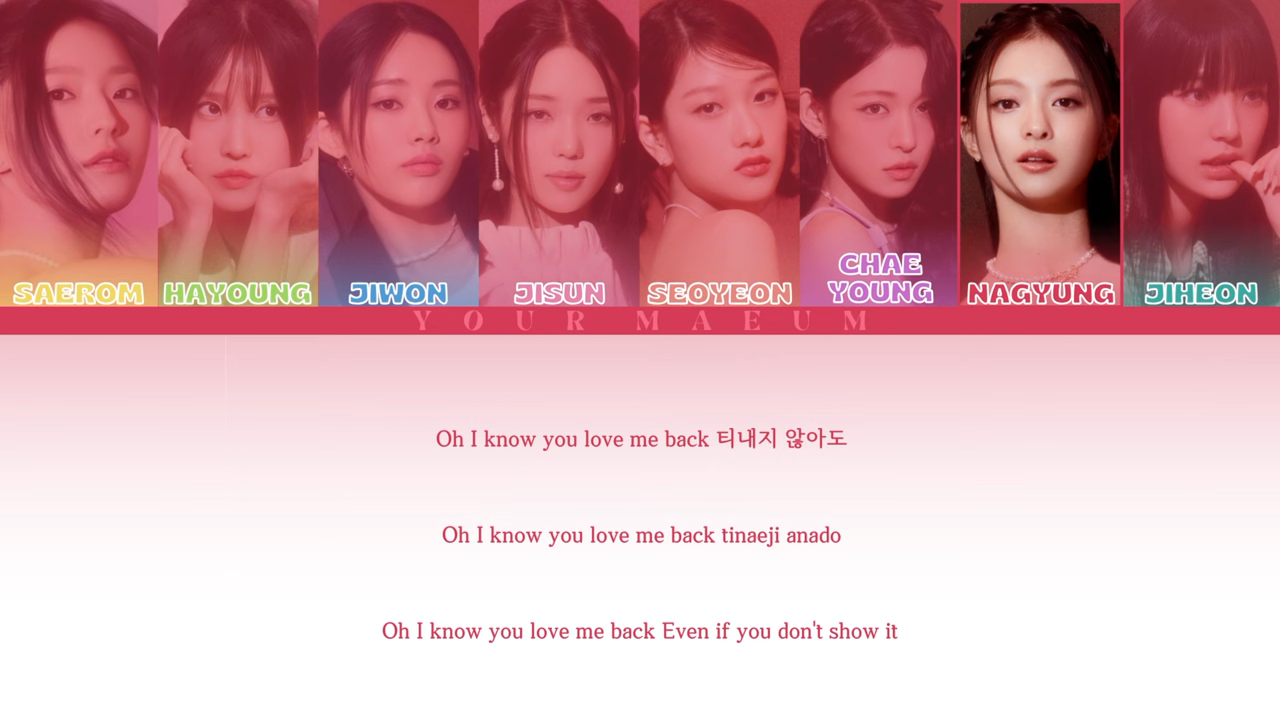 SAEROM
HAYOUNG
JIWON
JISUN
SEOYEON
CHAE
YOUNG
NAGYUNG
JIHEON
YOUR MAEUM
Oh I know you love me back 티내지 않아도
Oh I know you love me back tinaeji anado
Oh I know you love me back Even if you don't show it